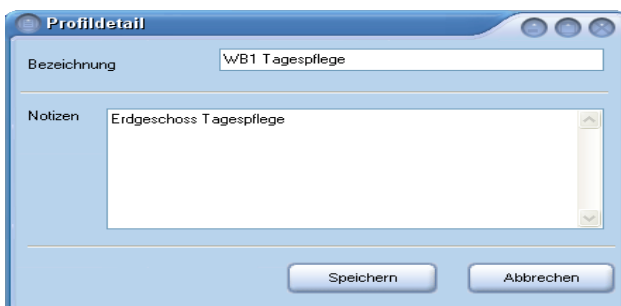 Profildetail
Bezeichnung WB1 Tagespflege
Notizen Erdgeschoss Tagespflege
Speichern Abbrechen